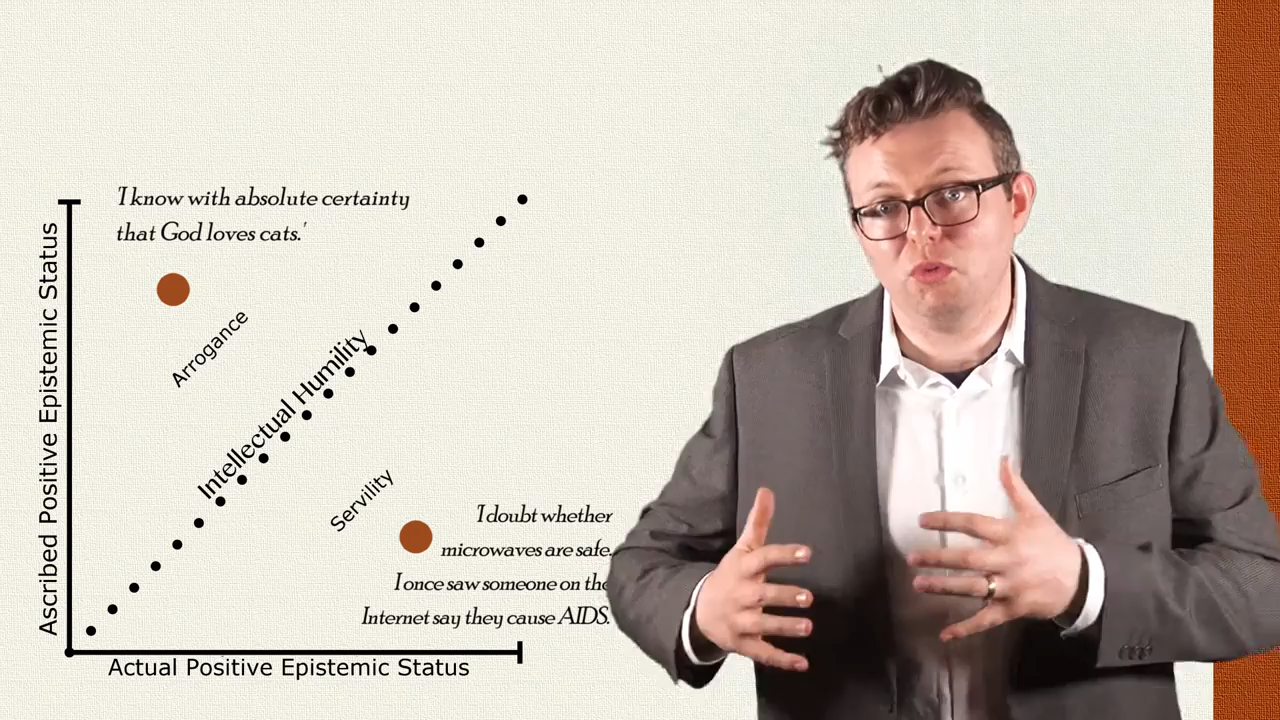 'I know with absolute certainty
that God loves cats.'
Ascribed Positive Epistemic Status
Arrogance
Intellectual Humility
Servility
I doubt whether
microwaves are safe.
I once saw someone on the
Internet say they cause AIDS.
Actual Positive Epistemic Status